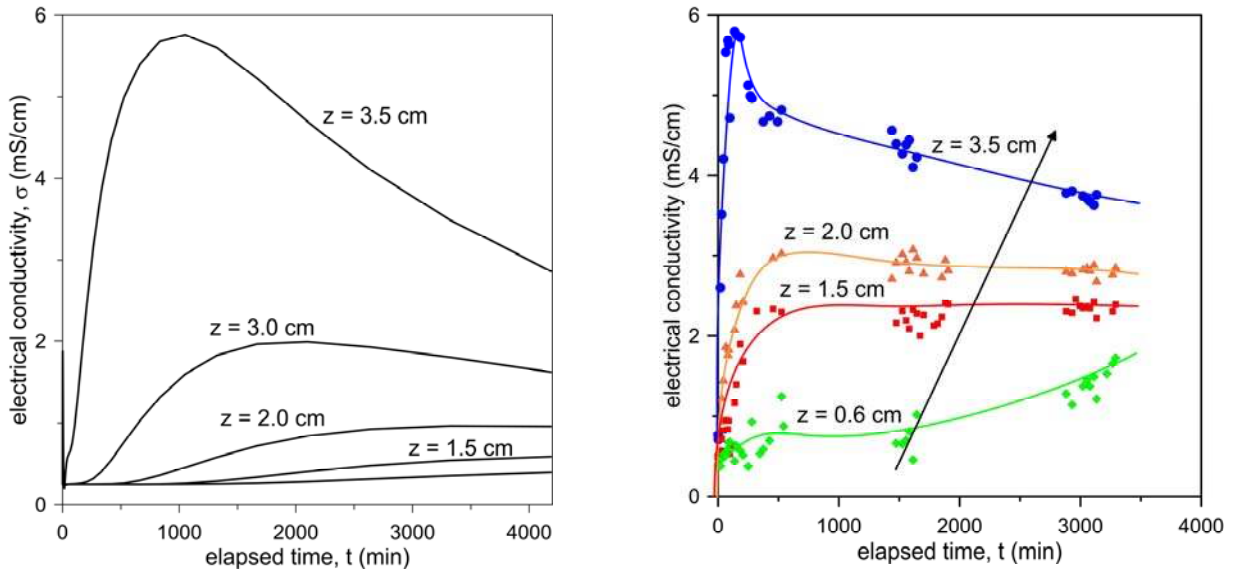 6
4
2
0
electrical conductivity, σ (mS/cm)
z = 3.5 cm
z = 3.0 cm
z = 2.0 cm
z = 1.5 cm
0 1000 2000 3000 4000
elapsed time, t (min)
6
4
2
0
electrical conductivity (mS/cm)
z = 3.5 cm
z = 2.0 cm
z = 1.5 cm
z = 0.6 cm
0 1000 2000 3000 4000
elapsed time, t (min)